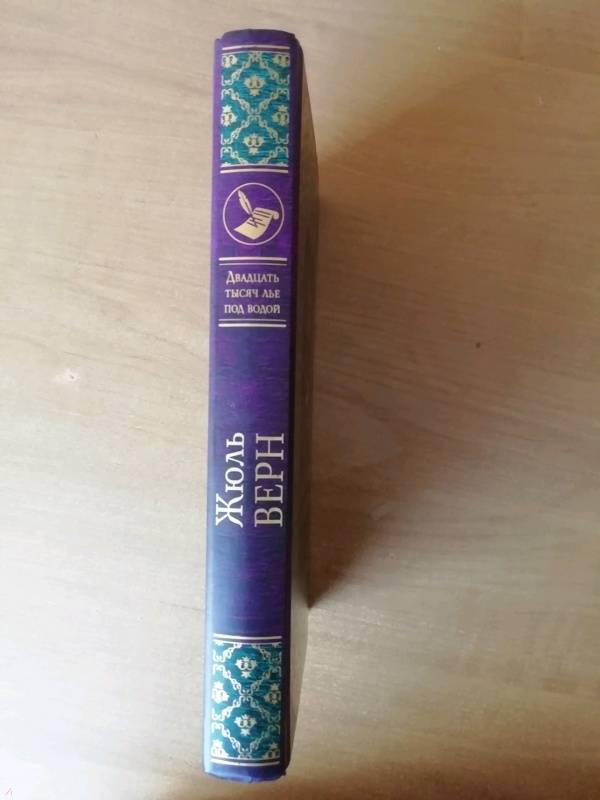 Двадцать
тысяч лье
под водой
Жюль
ВЕРН